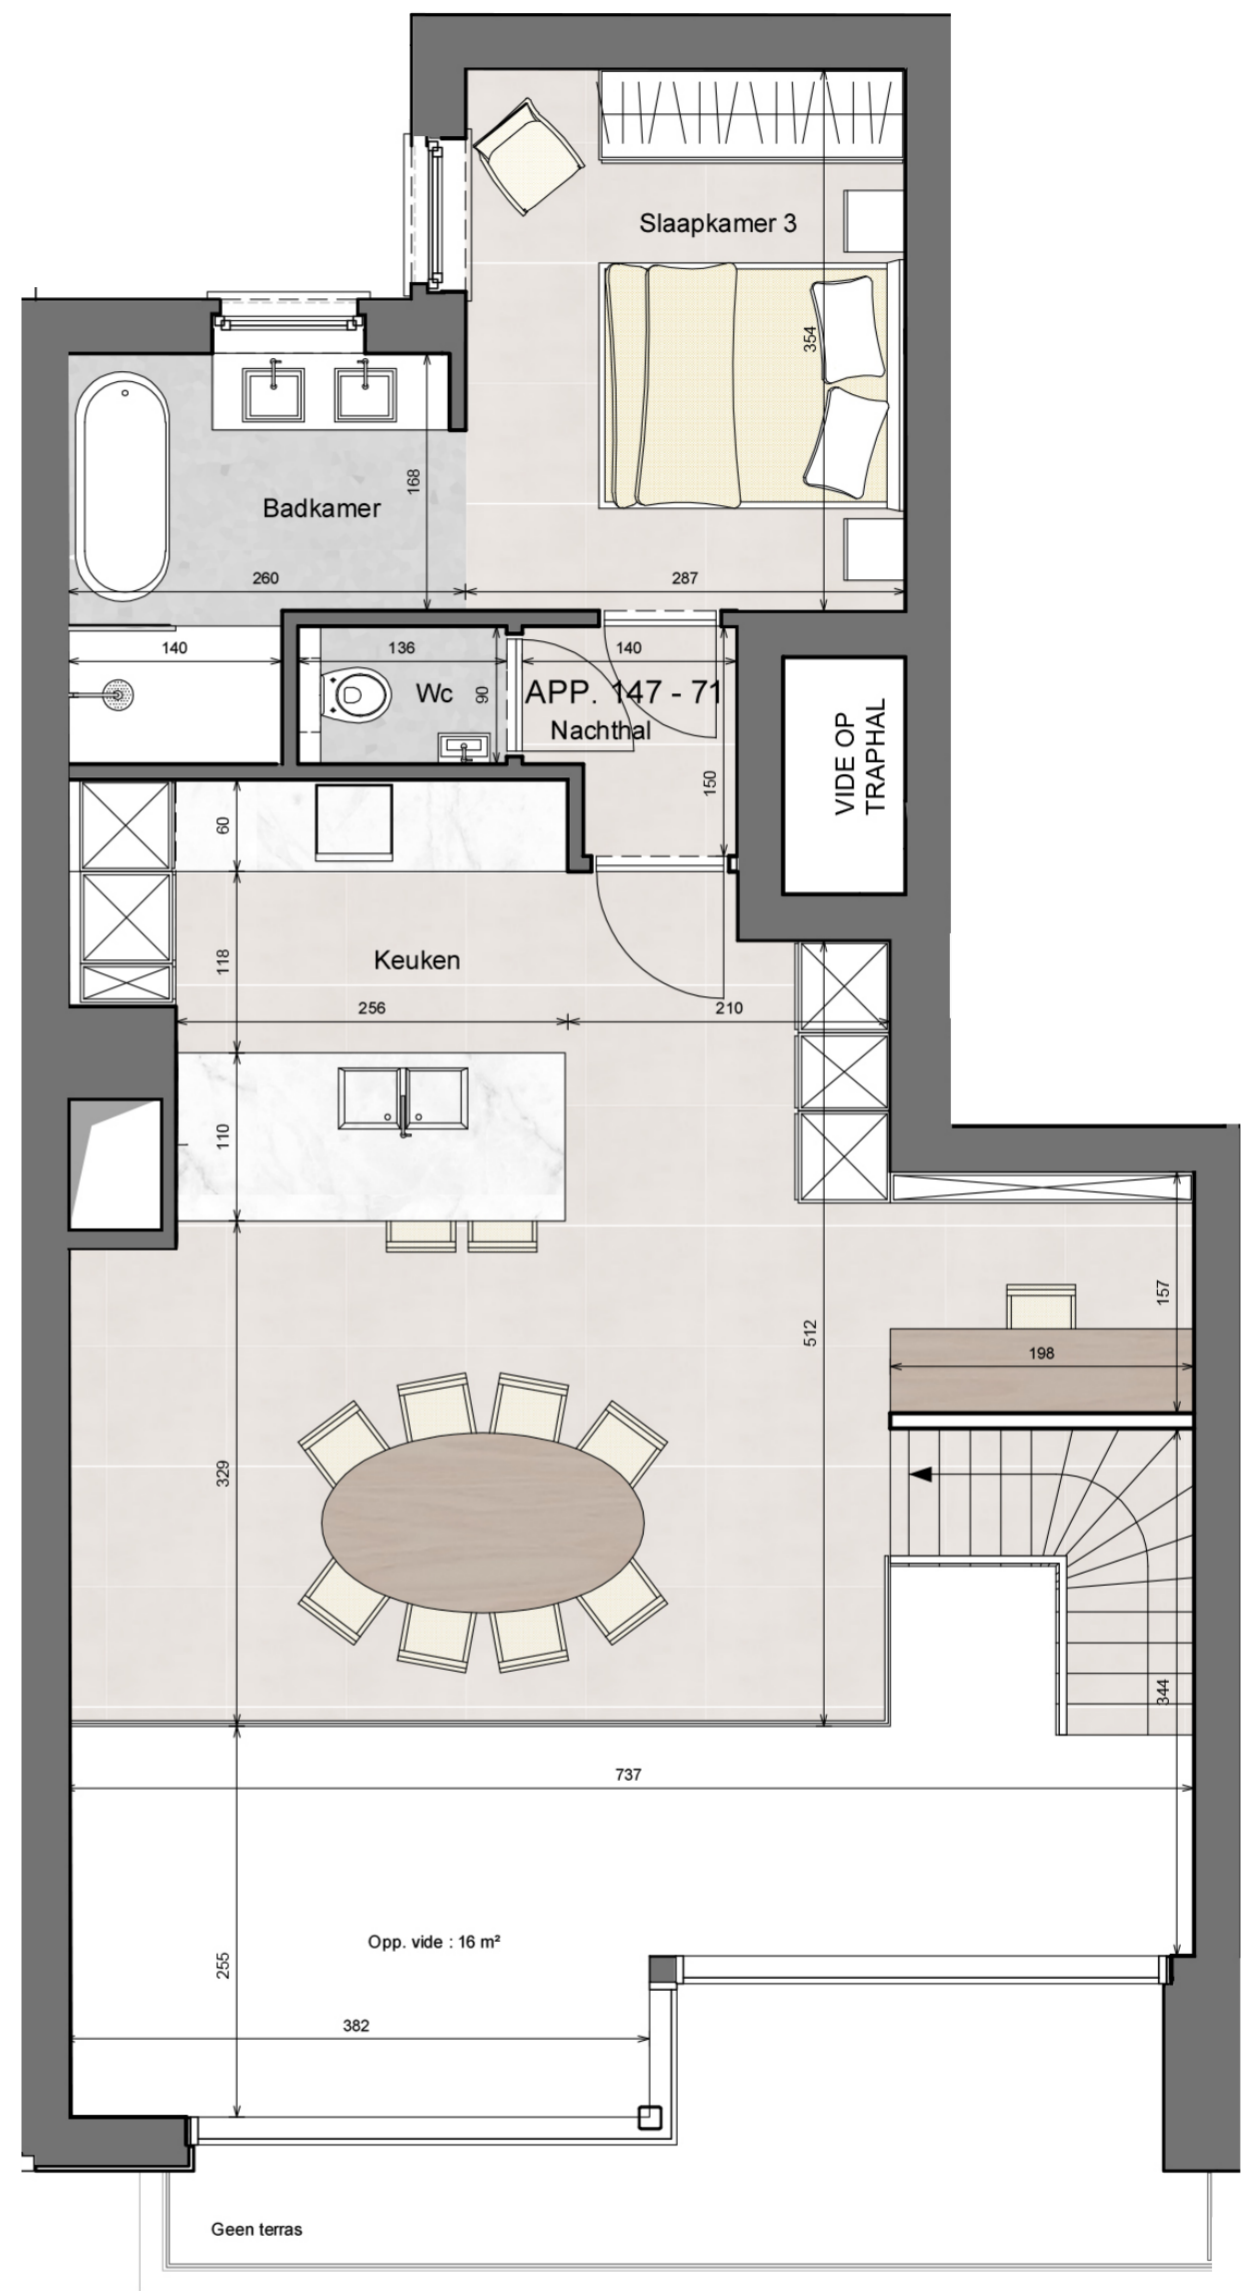 Slaapkamer 3
354
168
Badkamer
260
287
140
136
140
Wc
90
APP. 147 - 71
Nachthal
150
VIDE OP
TRAPHAL
60
118
Keuken
256
210
110
157
512
198
329
344
737
Opp. vide : 16 m²
255
382
Geen terras